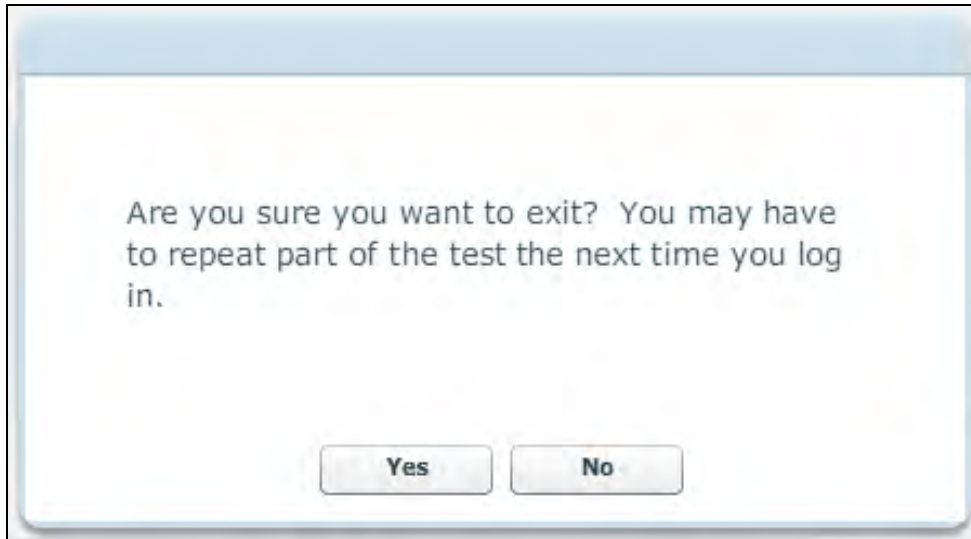 Are you sure you want to exit?  You may have
to repeat part of the test the next time you log
in.
Yes No